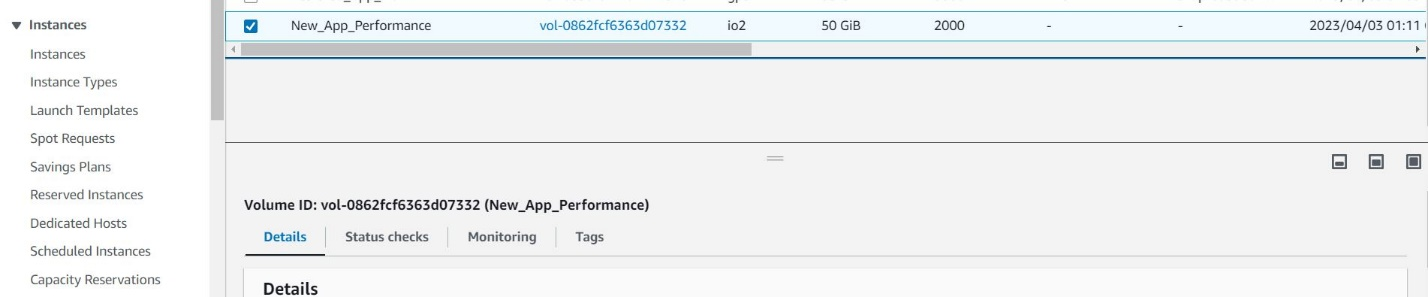 Instances
New_App_Performance vol-0862fcf6363d07332 io2 50 GiB 2000 - - 2023/04/03 01:11
Instances
Instance Types
Launch Templates
Spot Requests
Savings Plans
Reserved Instances
Dedicated Hosts
Scheduled Instances
Capacity Reservations
Volume ID: vol-0862fcf6363d07332 (New_App_Performance)
Details Status checks Monitoring Tags
Details